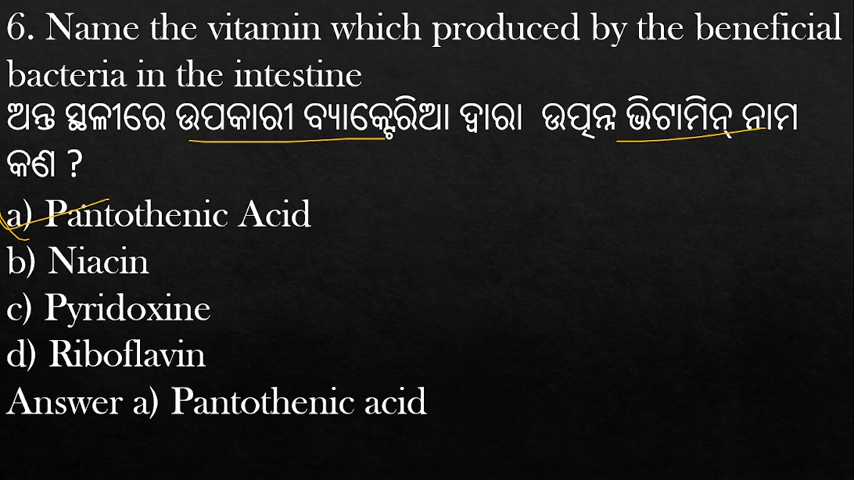 6. Name the vitamin which produced by the beneficial
bacteria in the intestine
ଅନ୍ତ ସ୍ଥଳୀରେ ଉପକାରୀ ବ୍ୟାକ୍ଟେରିଆ ଦ୍ୱାରା ଉତ୍ପନ୍ନ ଭିଟାମିନ୍ ନାମ
କଣ ?
a) Pantothenic Acid
b) Niacin
c) Pyridoxine
d) Riboflavin
Answer a) Pantothenic acid